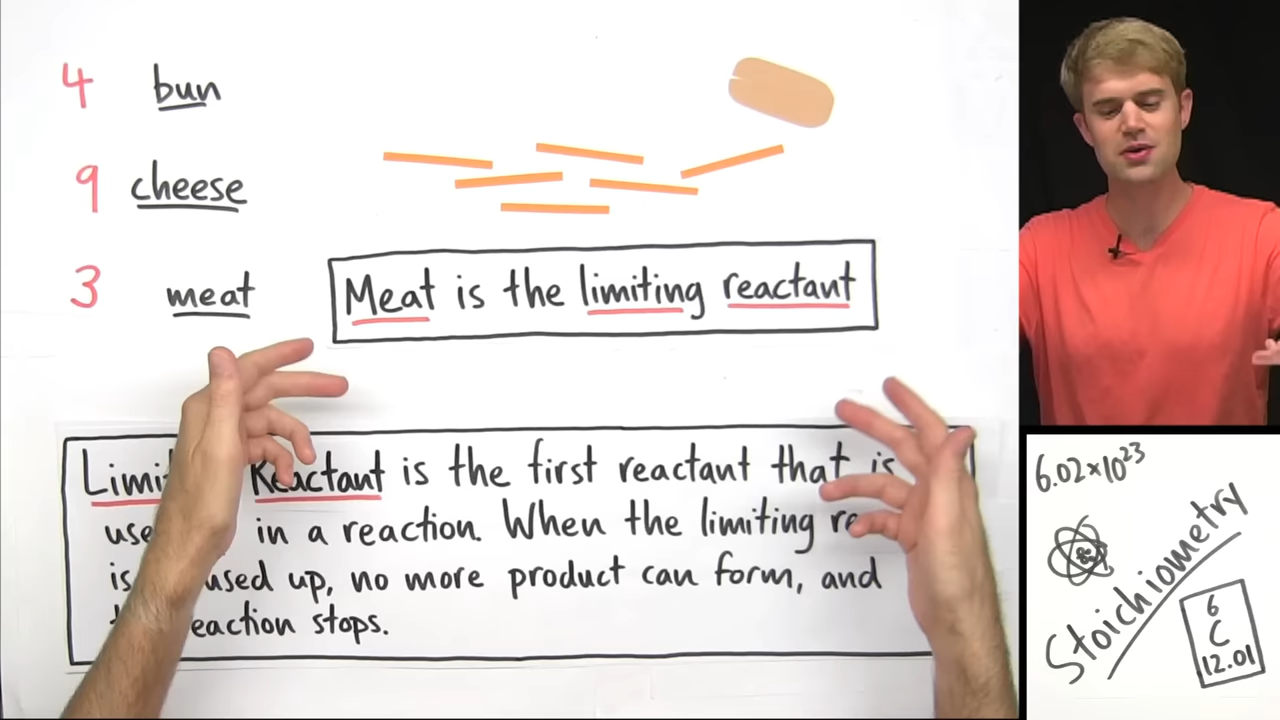 4 bun
9 cheese
3 meat
Meat is the limiting reactant
Reactant is the first reactant that is
in a reaction. When the limiting
used up, no more product can form, and
stops.
6.02×10²³
Stoichiometry
6
C
12.01